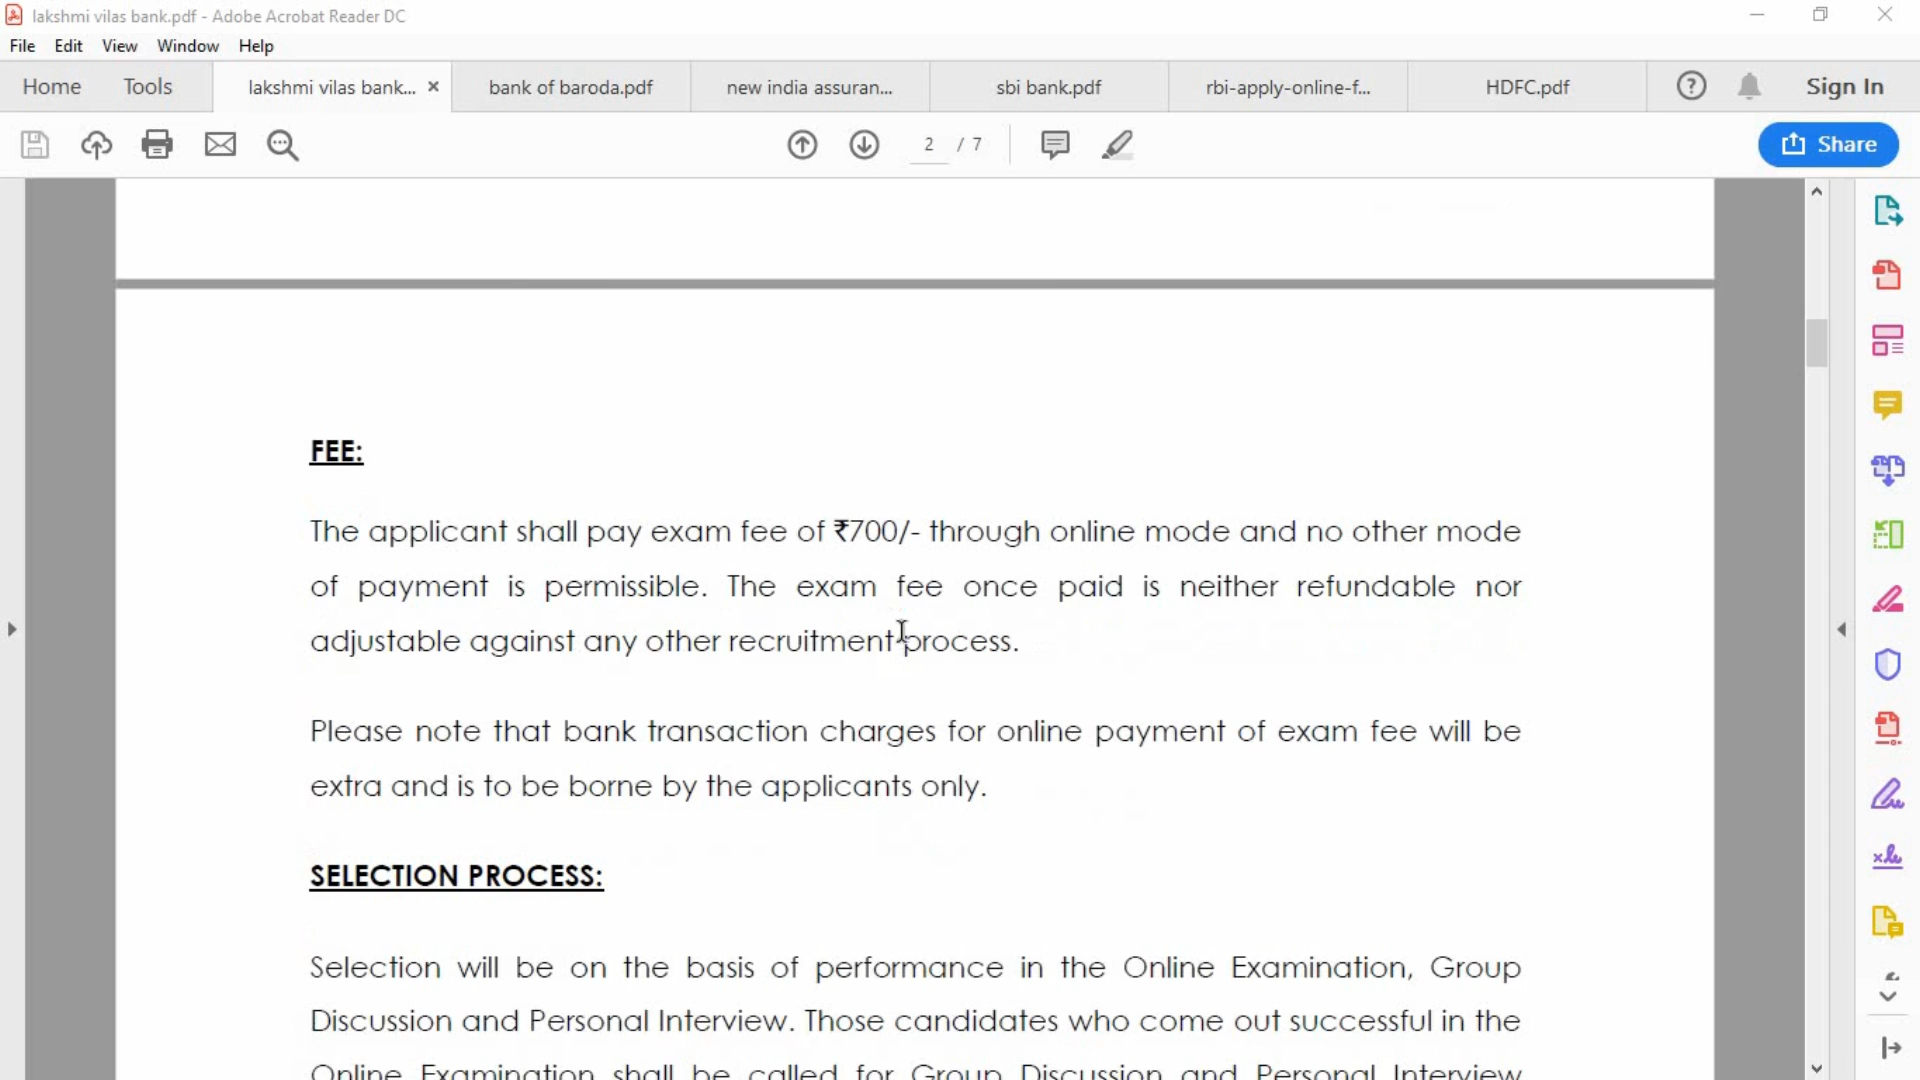 lakshmi vilas bank.pdf - Adobe Acrobat Reader DC
File Edit View Window Help
Home Tools lakshmi vilas bank... × bank of baroda.pdf new india assuran... sbi bank.pdf rbi-apply-online-f... HDFC.pdf Sign In
2 / 7 Share
FEE:
The applicant shall pay exam fee of ₹700/- through online mode and no other mode
of payment is permissible. The exam fee once paid is neither refundable nor
adjustable against any other recruitment process.
Please note that bank transaction charges for online payment of exam fee will be
extra and is to be borne by the applicants only.
SELECTION PROCESS:
Selection will be on the basis of performance in the Online Examination, Group
Discussion and Personal Interview. Those candidates who come out successful in the
Online Examination shall be called for Group Discussion and Personal Interview